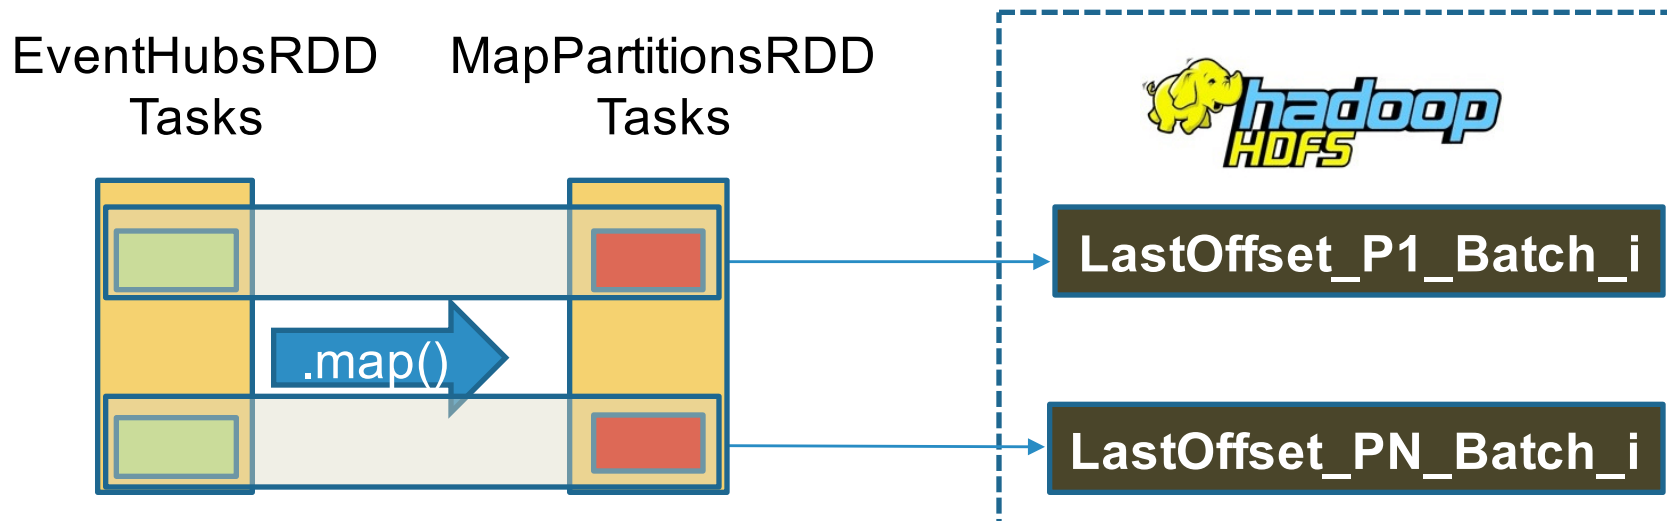 EventHubsRDD
Tasks
MapPartitionsRDD
Tasks
hadoop
HDFS
LastOffset_P1_Batch_i
.map()
LastOffset_PN_Batch_i